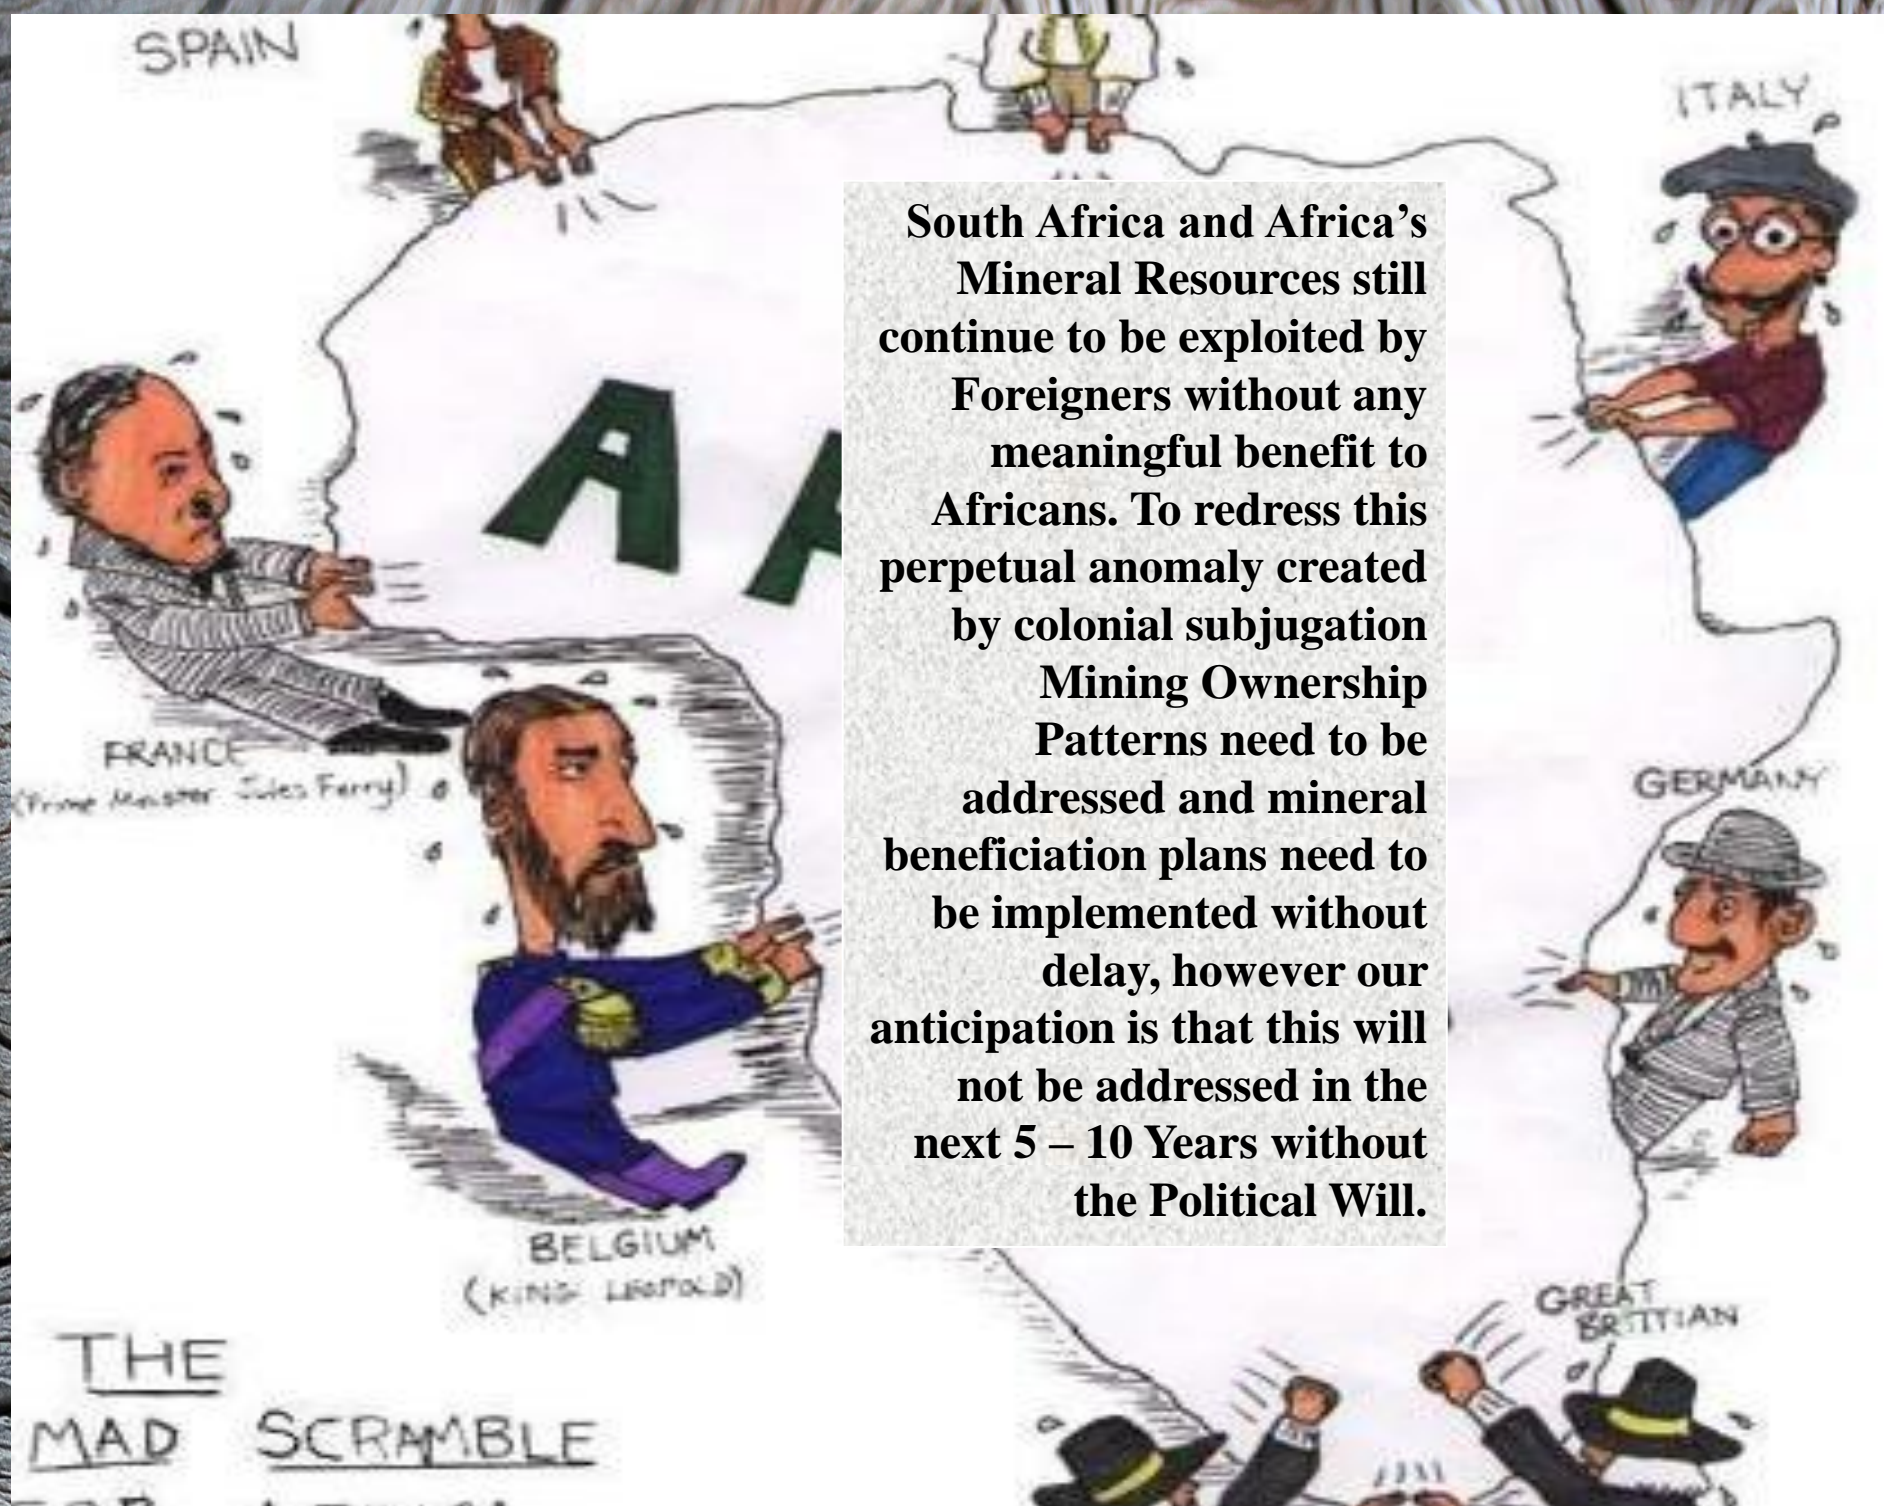 SPAIN
ITALY
South Africa and Africa’s
Mineral Resources still
continue to be exploited by
Foreigners without any
meaningful benefit to
Africans. To redress this
perpetual anomaly created
by colonial subjugation
Mining Ownership
Patterns need to be
addressed and mineral
beneficiation plans need to
be implemented without
delay, however our
anticipation is that this will
not be addressed in the
next 5 – 10 Years without
the Political Will.
A
FRANCE
(Prime Minister Jules Ferry)
GERMANY
BELGIUM
(KING LEOPOLD)
GREAT
BRITTIAN
THE
MAD SCRAMBLE